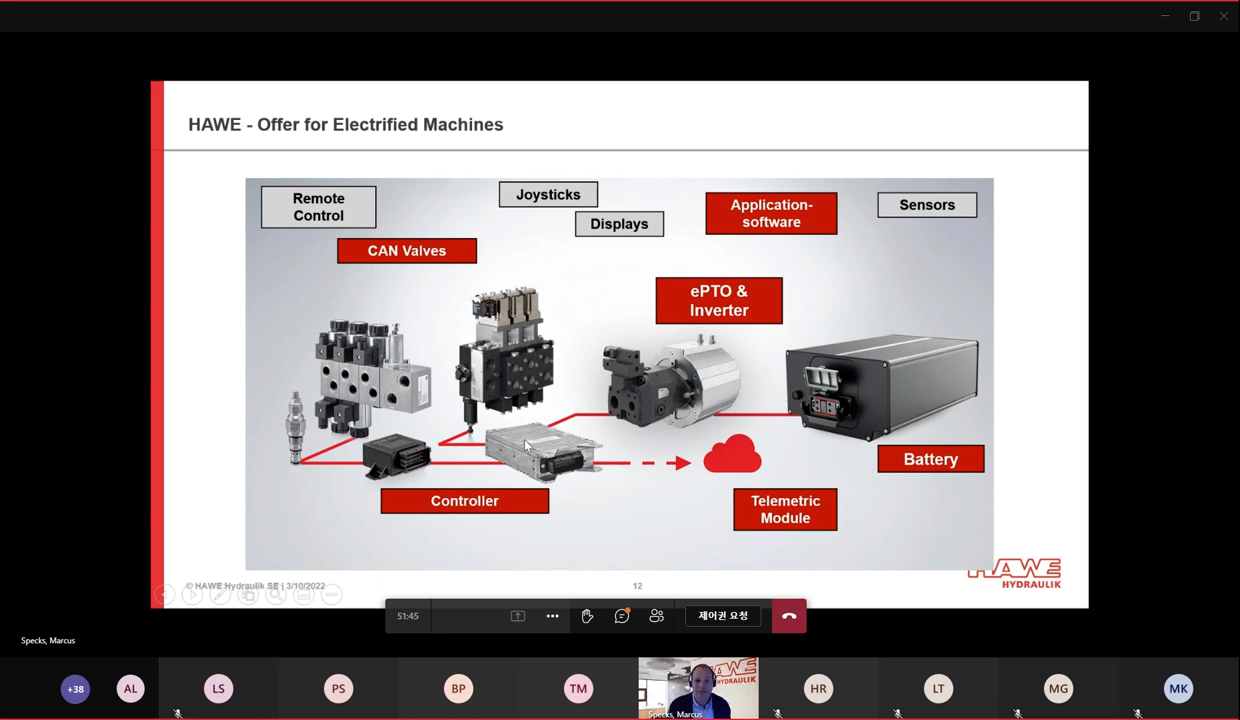 HAWE - Offer for Electrified Machines
Remote
Control
Joysticks
Displays
Application-
software
Sensors
CAN Valves
ePTO &
Inverter
Battery
Controller
Telemetric
Module
© HAWE Hydraulik SE | 3/10/2022
12
HAWE
HYDRAULIK
51:45
제어권 요청
Specks, Marcus
+38
AL
LS
PS
BP
TM
HAWE
HYDRAULIK
Specks, Marcus
HR
LT
MG
MK